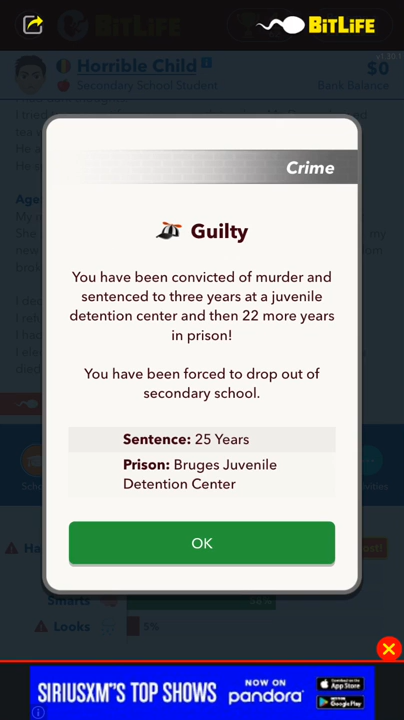 BITLIFE
BITLIFE
Horrible Child
$0
Secondary School Student
Bank Balance
Crime
Guilty
You have been convicted of murder and
sentenced to three years at a juvenile
detention center and then 22 more years
in prison!
You have been forced to drop out of
secondary school.
Sentence: 25 Years
Prison: Bruges Juvenile
Detention Center
OK
Smarts
Looks 5%
SIRIUSXM'S TOP SHOWS
NOW ON
pandora
App Store
Google Play